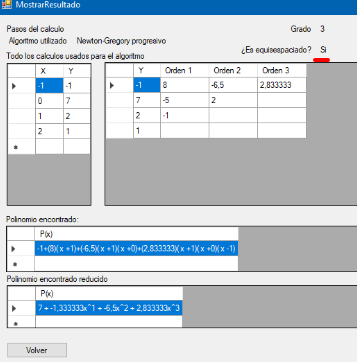 MostrarResultado
Pasos del calculo
Grado 3
Algoritmo utilizado Newton-Gregory progresivo
¿Es equisespaciado? Si
Todo los calculos usados para el algoritmo
X Y
-1 -1
0 7
1 2
2 1
Y Orden 1 Orden 2 Orden 3
-1 8 -6,5 2,833333
7 -5 2
2 -1
1
Polinomio encontrado:
P(x)
-1+(8)(x +1)+(-6,5)(x +1)(x +0)+(2,833333)(x +1)(x +0)(x -1)
Polinomio encontrado reducido
P(x)
7 + -1,333333x^1 + -6,5x^2 + 2,833333x^3
Volver